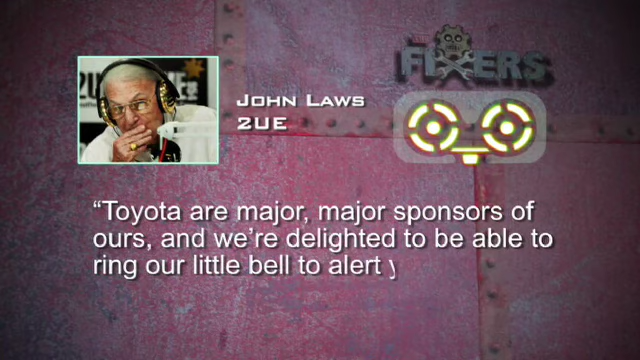 2UE
THE
FIXERS
JOHN LAWS
2UE
“Toyota are major, major sponsors of
ours, and we’re delighted to be able to
ring our little bell to alert y